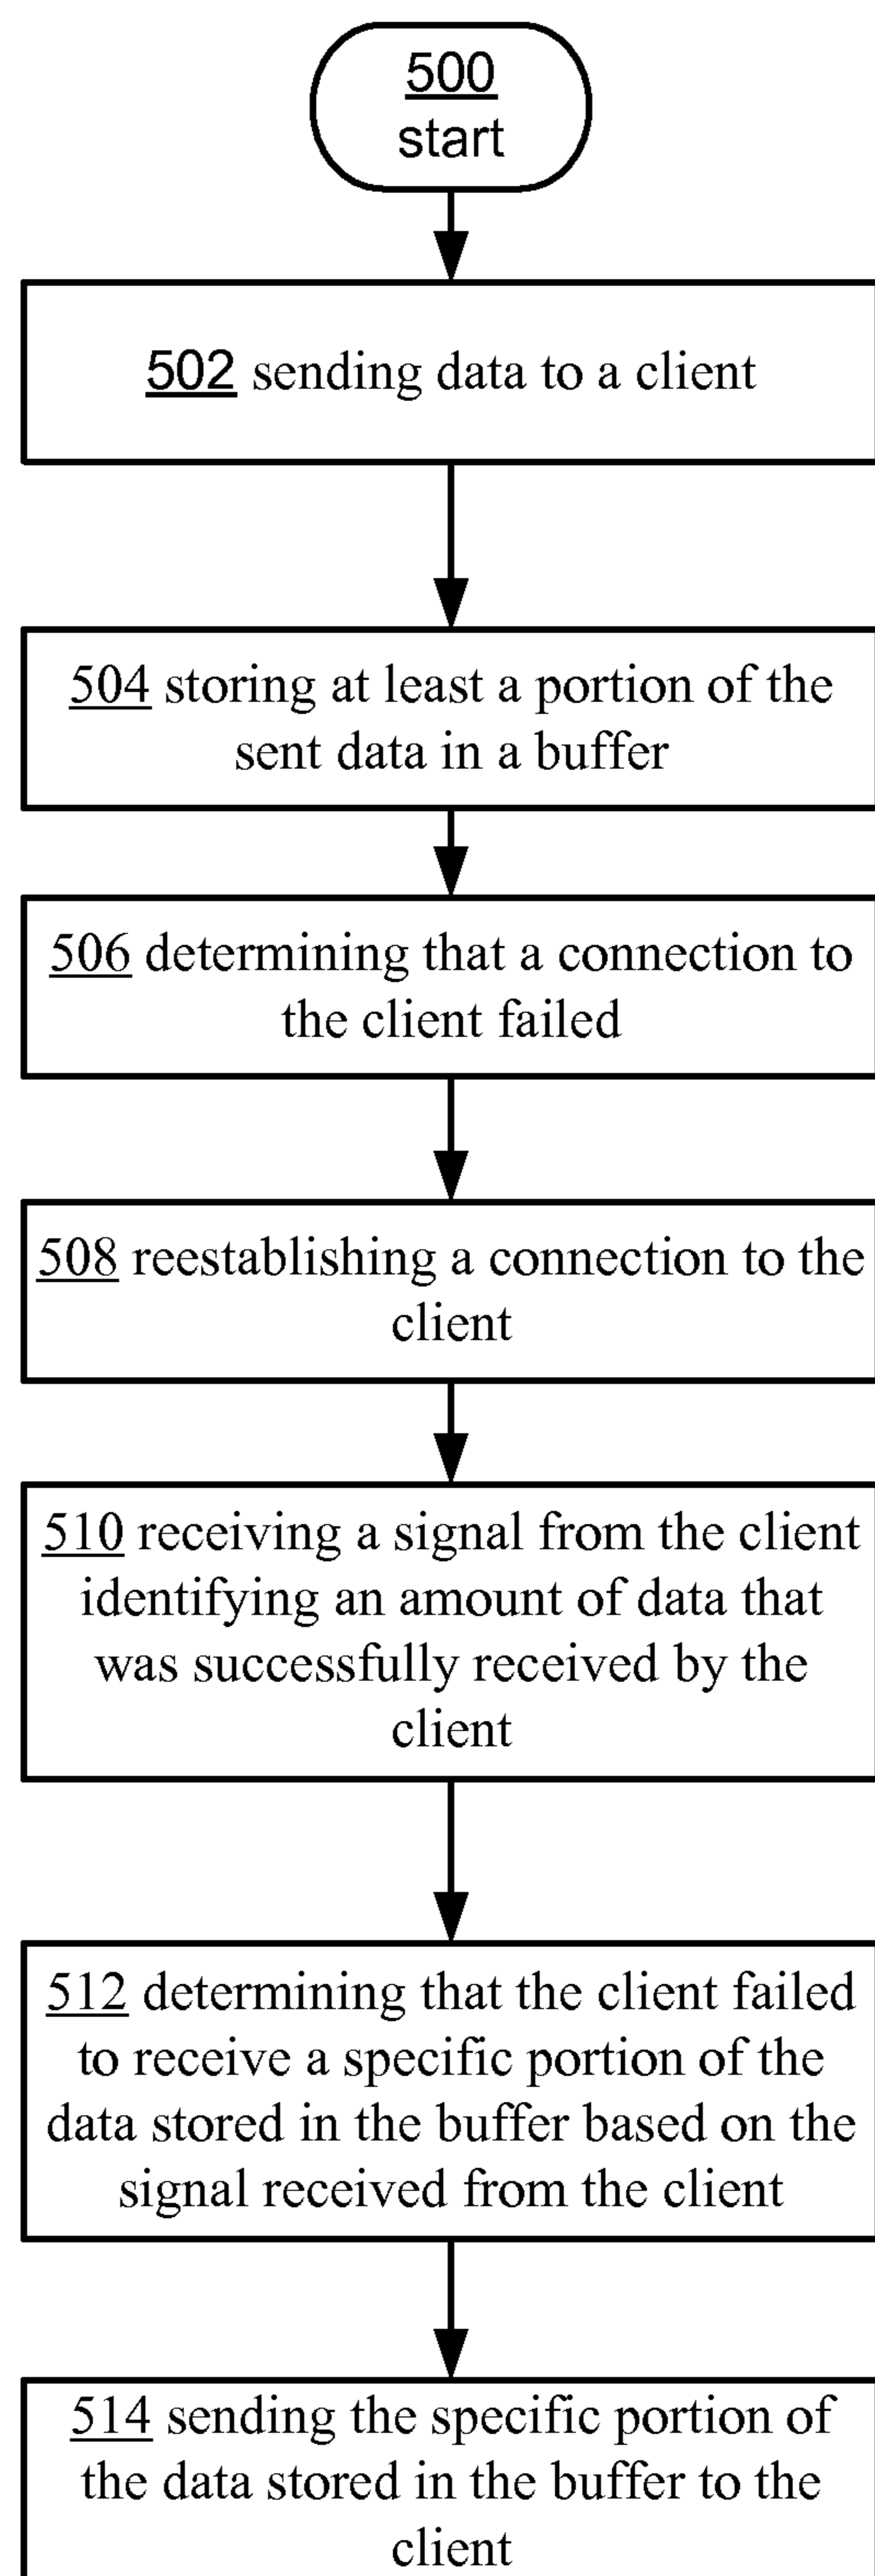 500
start
502 sending data to a client
504 storing at least a portion of the
sent data in a buffer
506 determining that a connection to
the client failed
508 reestablishing a connection to the
client
510 receiving a signal from the client
identifying an amount of data that
was successfully received by the
client
512 determining that the client failed
to receive a specific portion of the
data stored in the buffer based on the
signal received from the client
514 sending the specific portion of
the data stored in the buffer to the
client